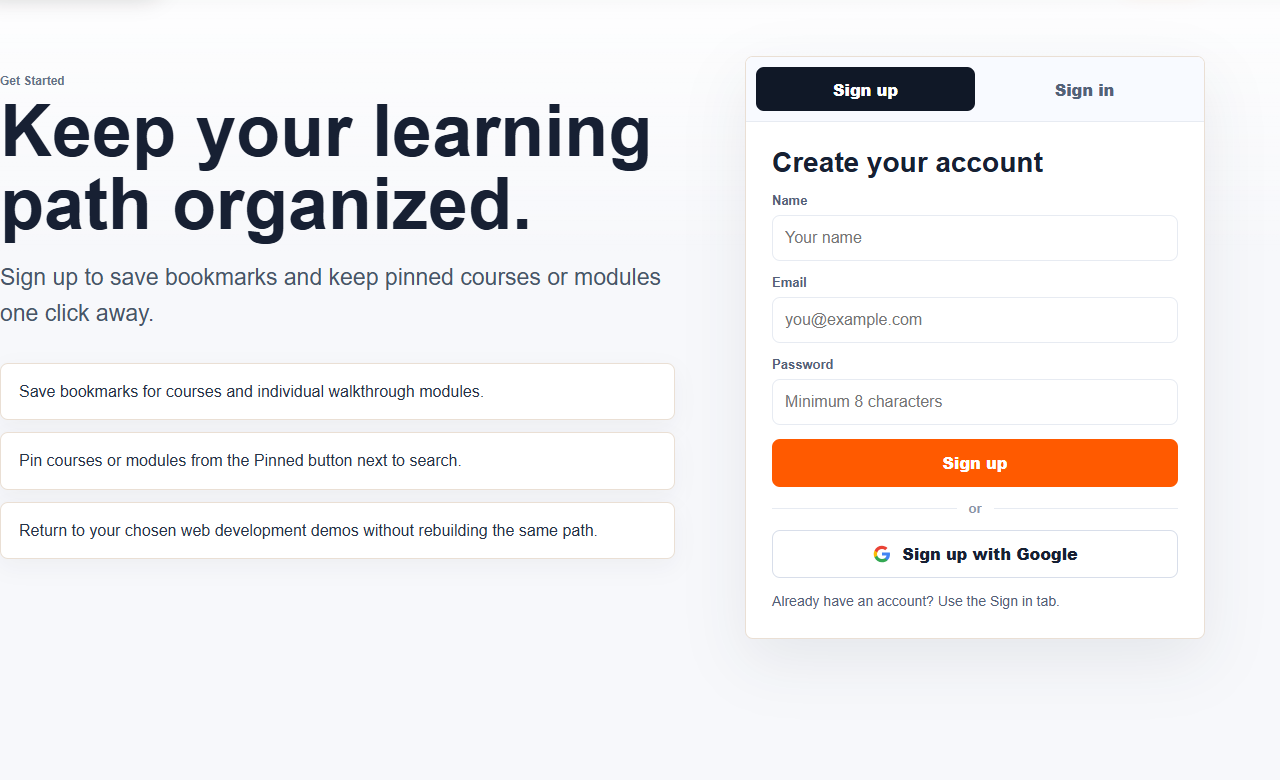 Get Started
Keep your learning
path organized.
Sign up to save bookmarks and keep pinned courses or modules
one click away.
Save bookmarks for courses and individual walkthrough modules.
Pin courses or modules from the Pinned button next to search.
Return to your chosen web development demos without rebuilding the same path.
Sign up
Sign in
Create your account
Name
Your name
Email
you@example.com
Password
Minimum 8 characters
Sign up
or
Sign up with Google
Already have an account? Use the Sign in tab.